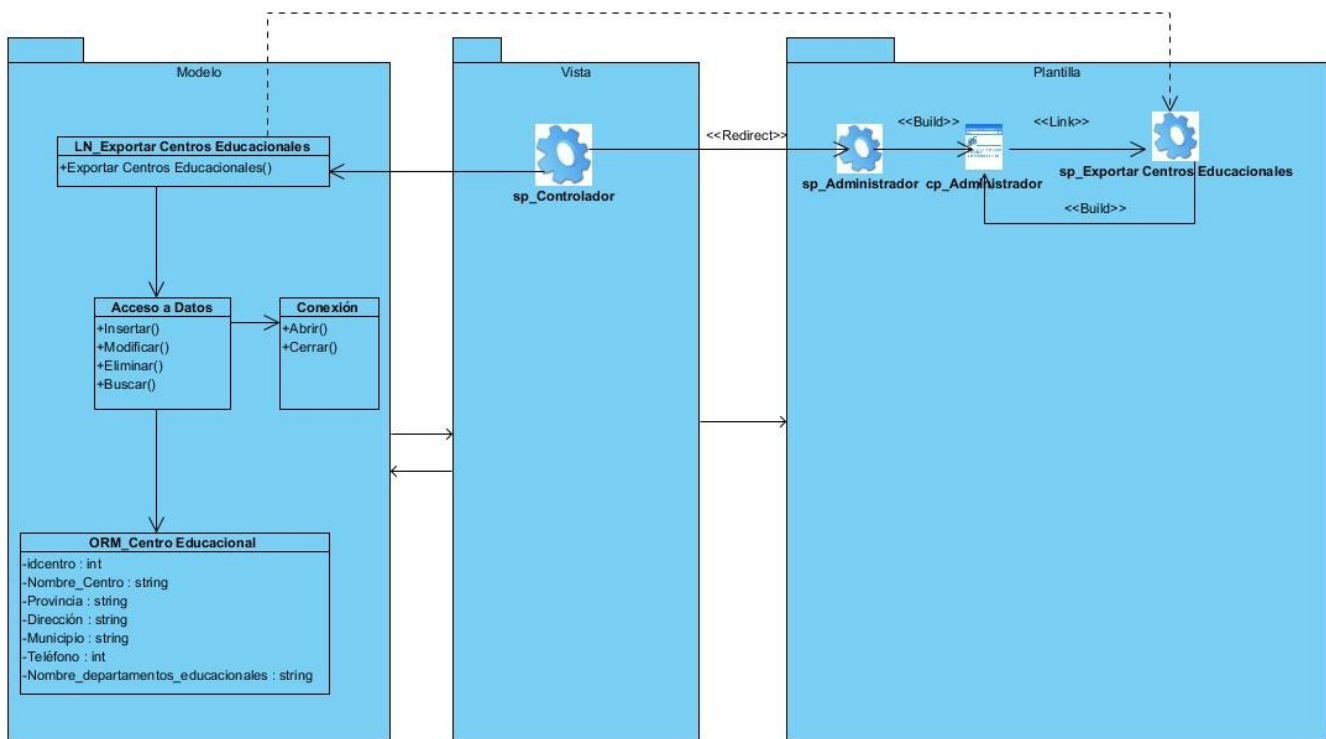 Modelo
LN_Exportar Centros Educacionales
+Exportar Centros Educacionales()
Acceso a Datos
+Insertar()
+Modificar()
+Eliminar()
+Buscar()
Conexión
+Abrir()
+Cerrar()
ORM_Centro Educacional
-idcentro : int
-Nombre_Centro : string
-Provincia : string
-Dirección : string
-Municipio : string
-Teléfono : int
-Nombre_departamentos_educacionales : string
Vista
sp_Controlador
<<Redirect>>
Plantilla
<<Build>>
<<Link>>
sp_Administrador
cp_Administrador
sp_Exportar Centros Educacionales
<<Build>>